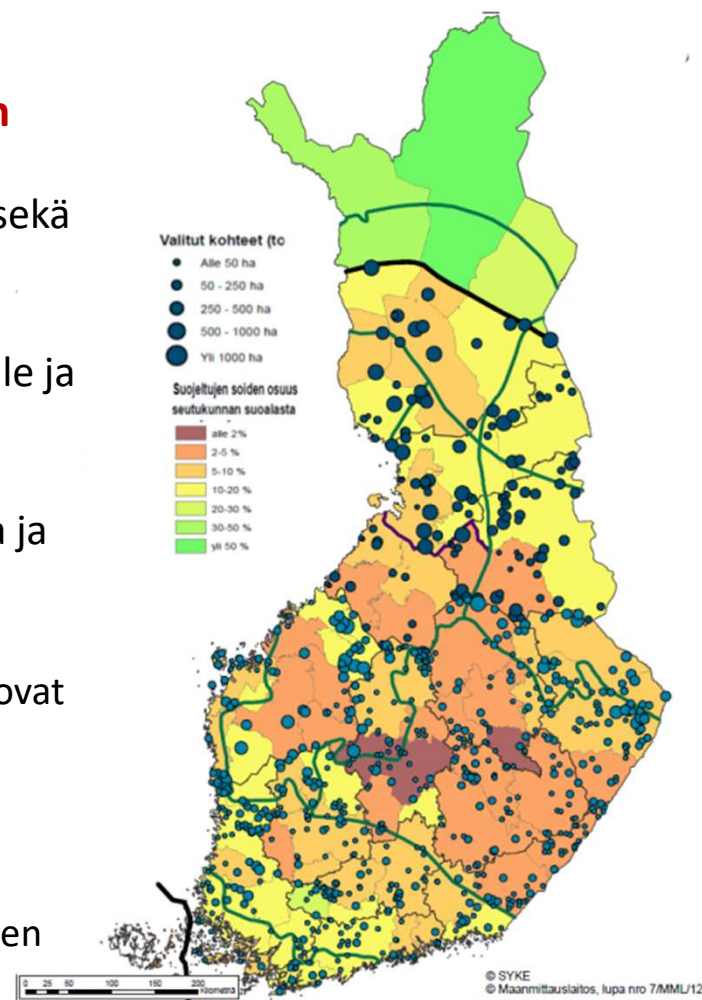 n
sekä
le ja
ja
ovat
en
Valitut kohteet (to
Alle 50 ha
50 - 250 ha
250 - 500 ha
500 - 1000 ha
Yli 1000 ha
Suojeltujen soiden osuus
seutukunnan suoalasta
alle 2%
2-5 %
5-10 %
10-20 %
20-30 %
30-50 %
yli 50 %
0 25 50 100 150 200
Kilometriä
© SYKE
© Maanmittauslaitos, lupa nro 7/MML/12